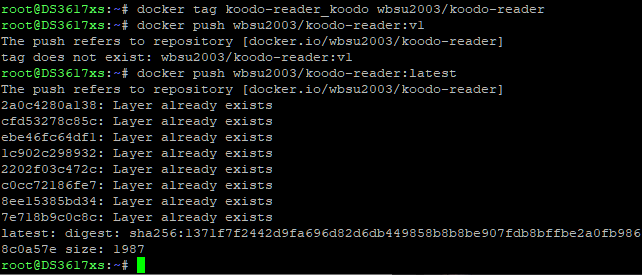 root@DS3617xs:~# docker tag koodo-reader_koodo wbsu2003/koodo-reader
root@DS3617xs:~# docker push wbsu2003/koodo-reader:v1
The push refers to repository [docker.io/wbsu2003/koodo-reader]
tag does not exist: wbsu2003/koodo-reader:v1
root@DS3617xs:~# docker push wbsu2003/koodo-reader:latest
The push refers to repository [docker.io/wbsu2003/koodo-reader]
2a0c4280a138: Layer already exists
cfd53278c85c: Layer already exists
ebe46fc64df1: Layer already exists
1c902c298932: Layer already exists
2202f03c472c: Layer already exists
c0cc72186fe7: Layer already exists
8ee15385bd34: Layer already exists
7e718b9c0c8c: Layer already exists
latest: digest: sha256:1371f7f2442d9fa696d82d6db449858b8b8be907fdb8bffbe2a0fb986
8c0a57e size: 1987
root@DS3617xs:~#